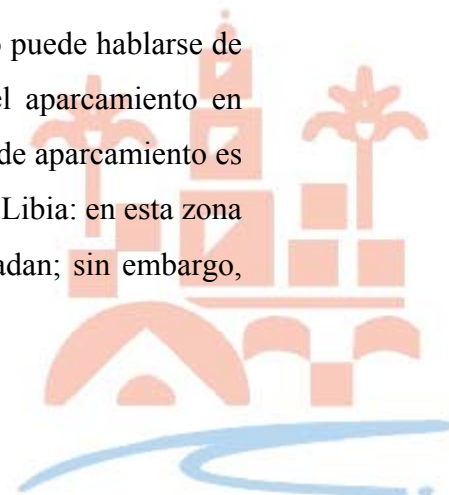 puede hablarse de
el aparcamiento en
de aparcamiento es
Libia: en esta zona
adan; sin embargo,